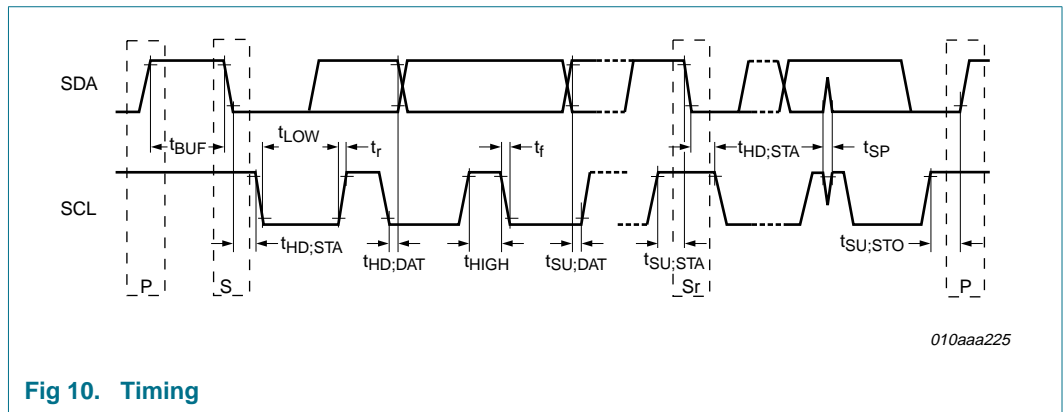 SDA
tBUF
tLOW
tr
tf
tHD;STA
tSP
SCL
tHD;STA
tHD;DAT
tHIGH
tSU;DAT
tSU;STA
tSU;STO
P
S
Sr
P
010aaa225
Fig 10. Timing